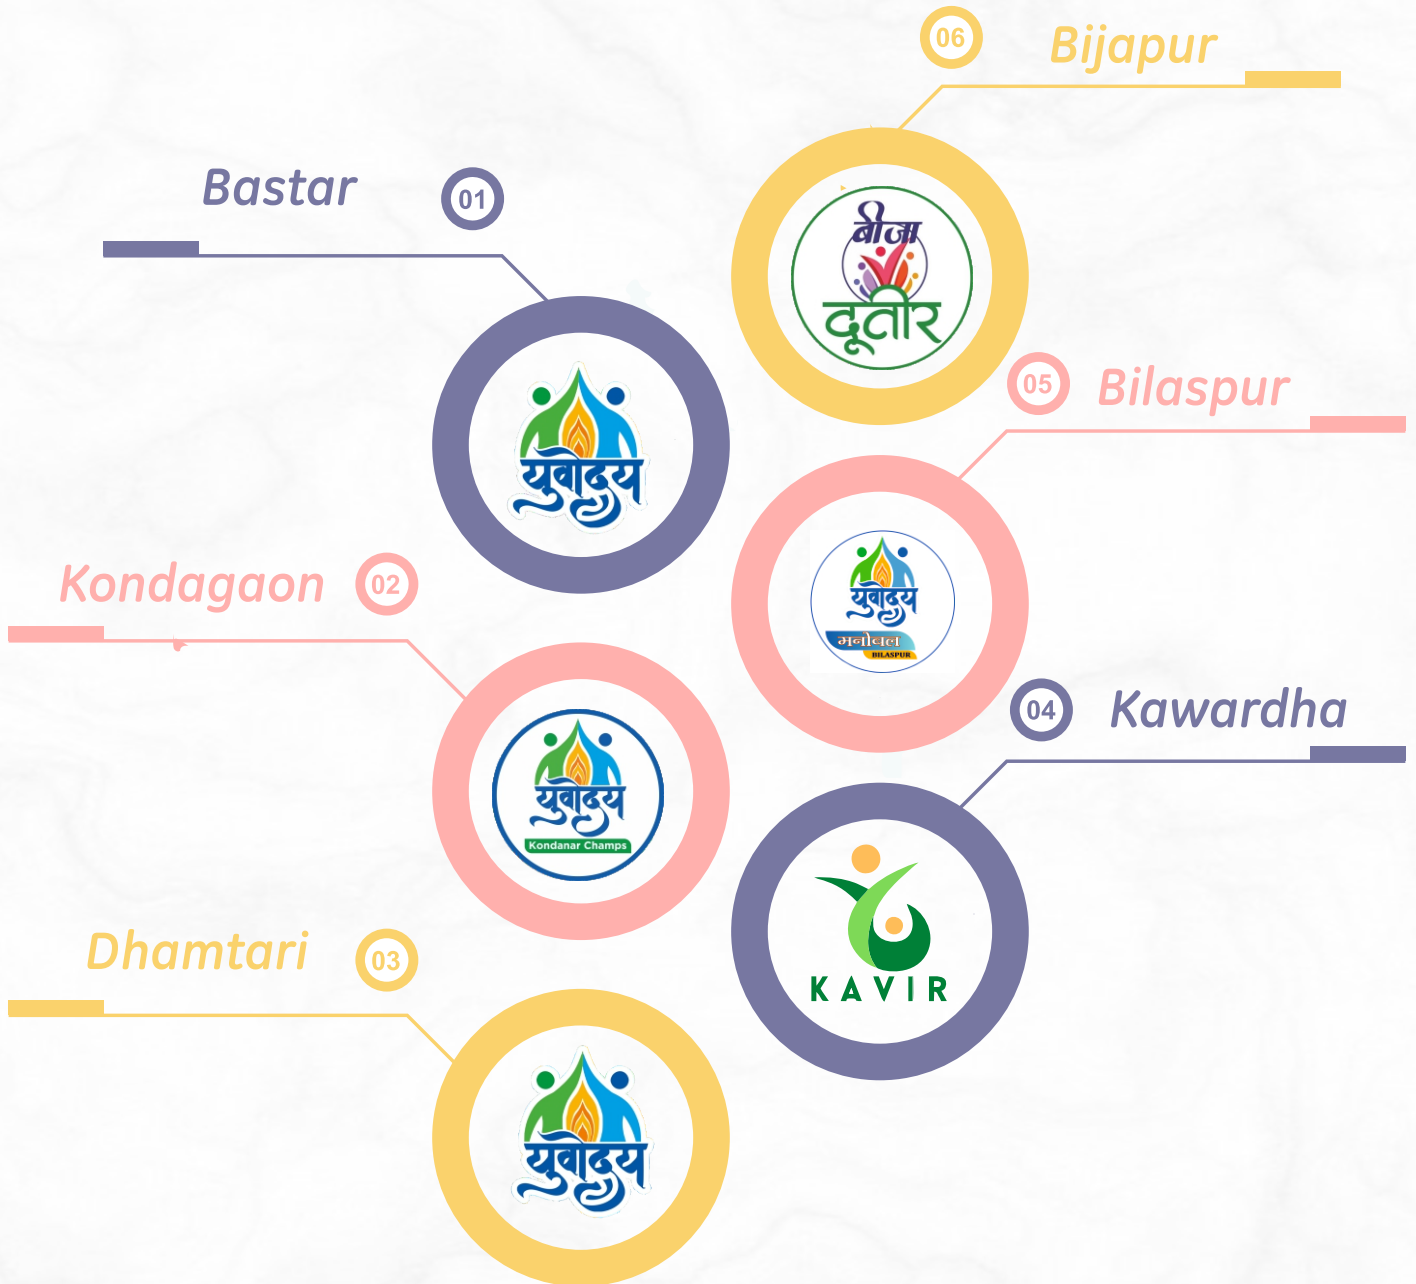 Bastar
01
युवोदय
Kondagaon
02
युवोदय
Kondanar Champs
Dhamtari
03
युवोदय
04
Kawardha
KAVIR
05
Bilaspur
युवोदय
मनोबल
BILASPUR
06
Bijapur
बीजा
दूतीर